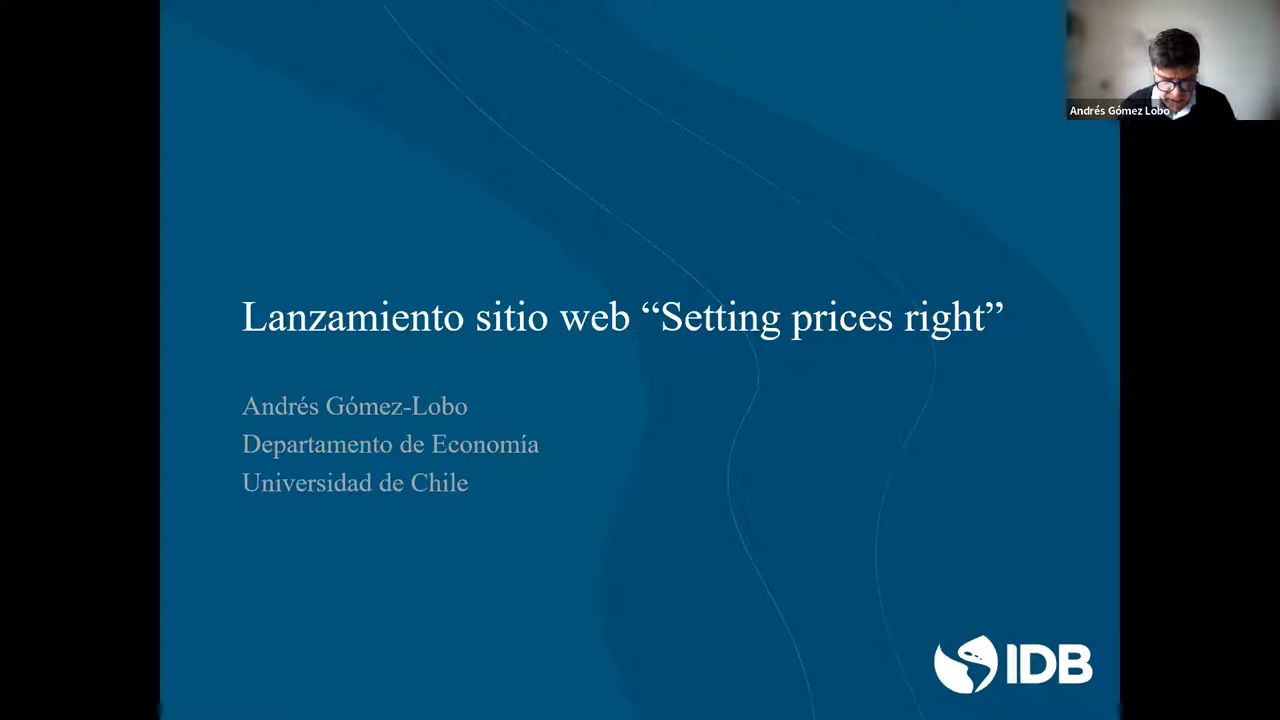 Andrés Gómez Lobo
Lanzamiento sitio web “Setting prices right”
Andrés Gómez-Lobo
Departamento de Economía
Universidad de Chile
IDB